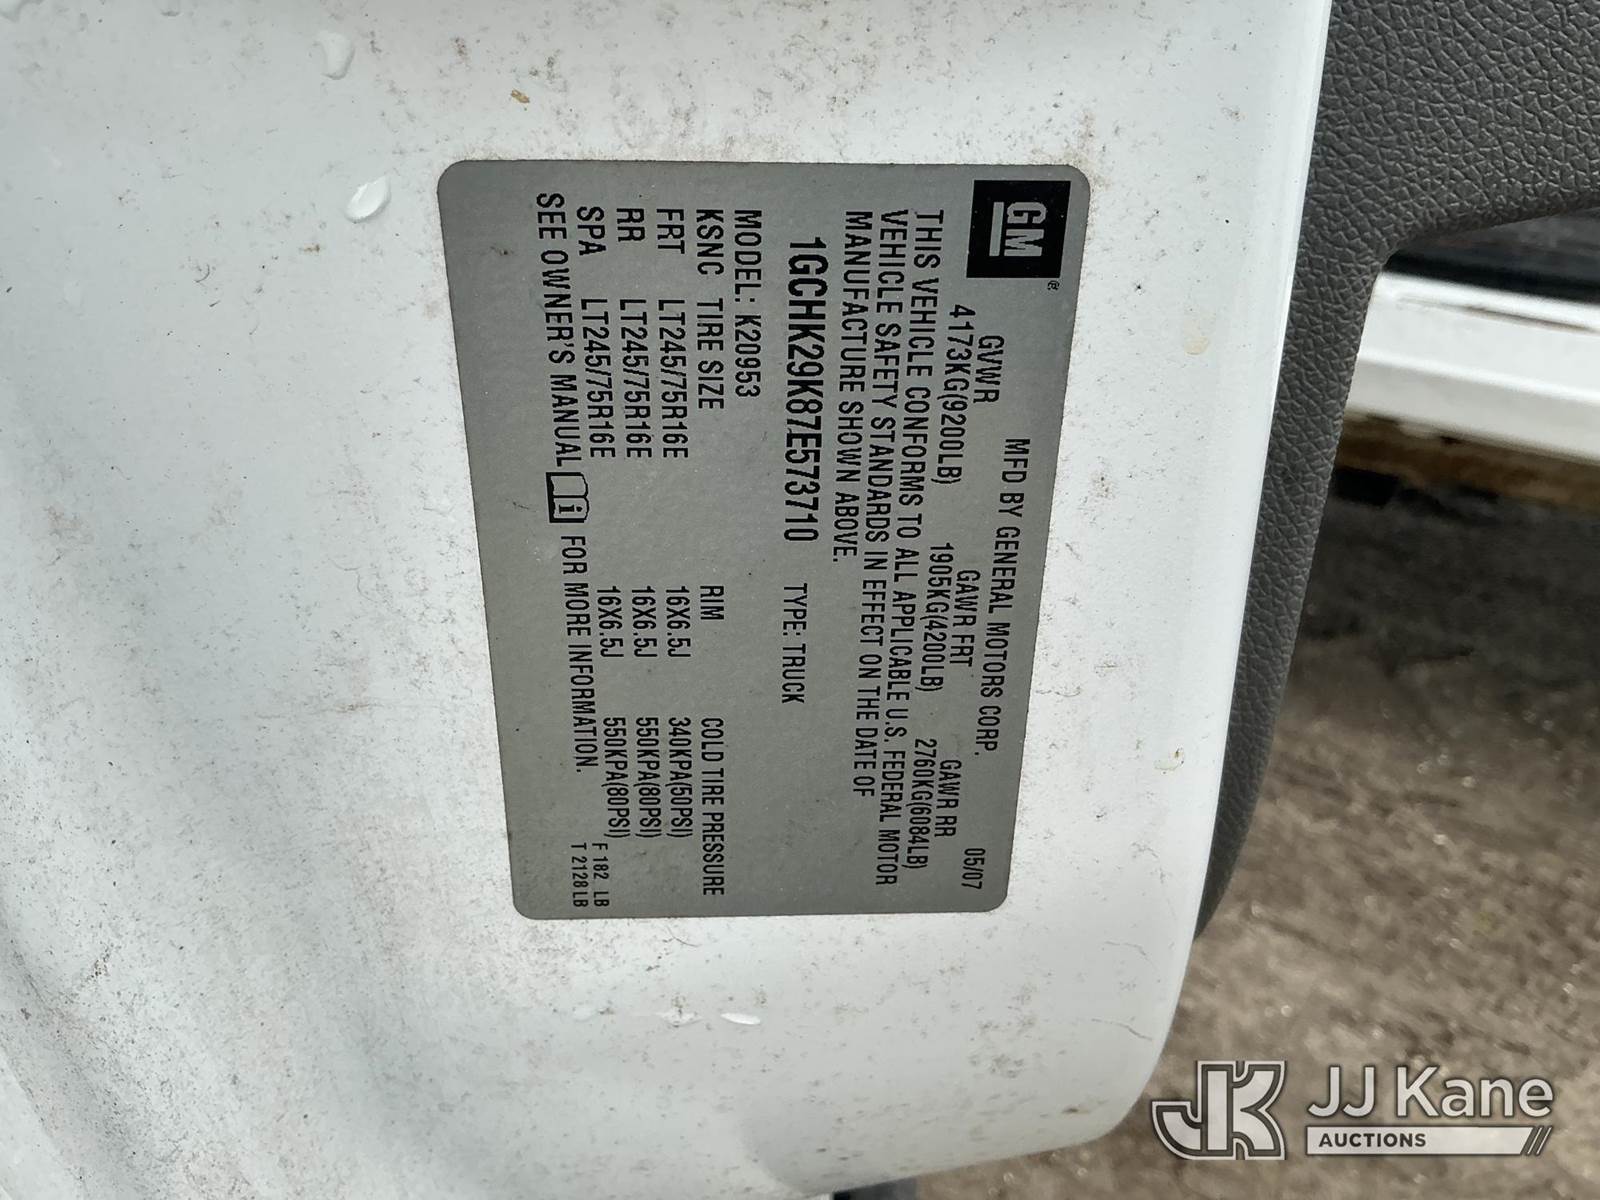 GM ®
MFD BY GENERAL MOTORS CORP.
05/07
GVWR GAWR FRT GAWR RR
4173KG(9200LB) 1905KG(4200LB) 2760KG(6084LB)
THIS VEHICLE CONFORMS TO ALL APPLICABLE U.S. FEDERAL MOTOR
VEHICLE SAFETY STANDARDS IN EFFECT ON THE DATE OF
MANUFACTURE SHOWN ABOVE.
1GCHK29K87E573710 TYPE: TRUCK
MODEL: K20953
KSNC TIRE SIZE RIM COLD TIRE PRESSURE
FRT LT245/75R16E 16X6.5J 340KPA(50PSI)
RR LT245/75R16E 16X6.5J 550KPA(80PSI)
SPA LT245/75R16E 16X6.5J 550KPA(80PSI)
SEE OWNER'S MANUAL i FOR MORE INFORMATION.
F 182 LB
T 2128 LB
JK JJ Kane
AUCTIONS